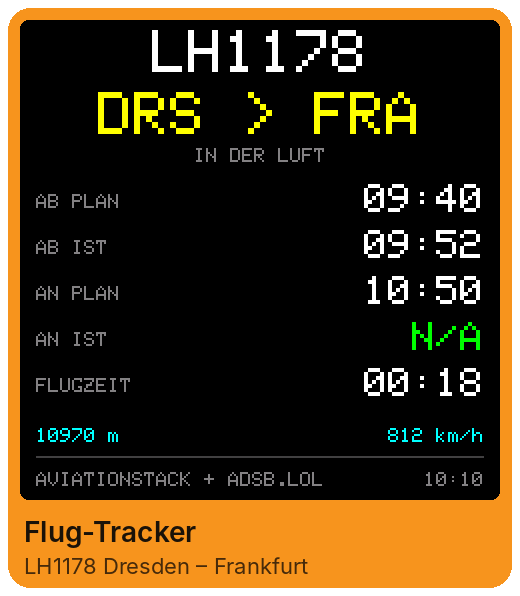 LH1178
DRS > FRA
IN DER LUFT
AB PLAN 09:40
AB IST 09:52
AN PLAN 10:50
AN IST N/A
FLUGZEIT 00:18
10970 m 812 km/h
AVIATIONSTACK + ADSB.LOL 10:10
Flug-Tracker
LH1178 Dresden – Frankfurt